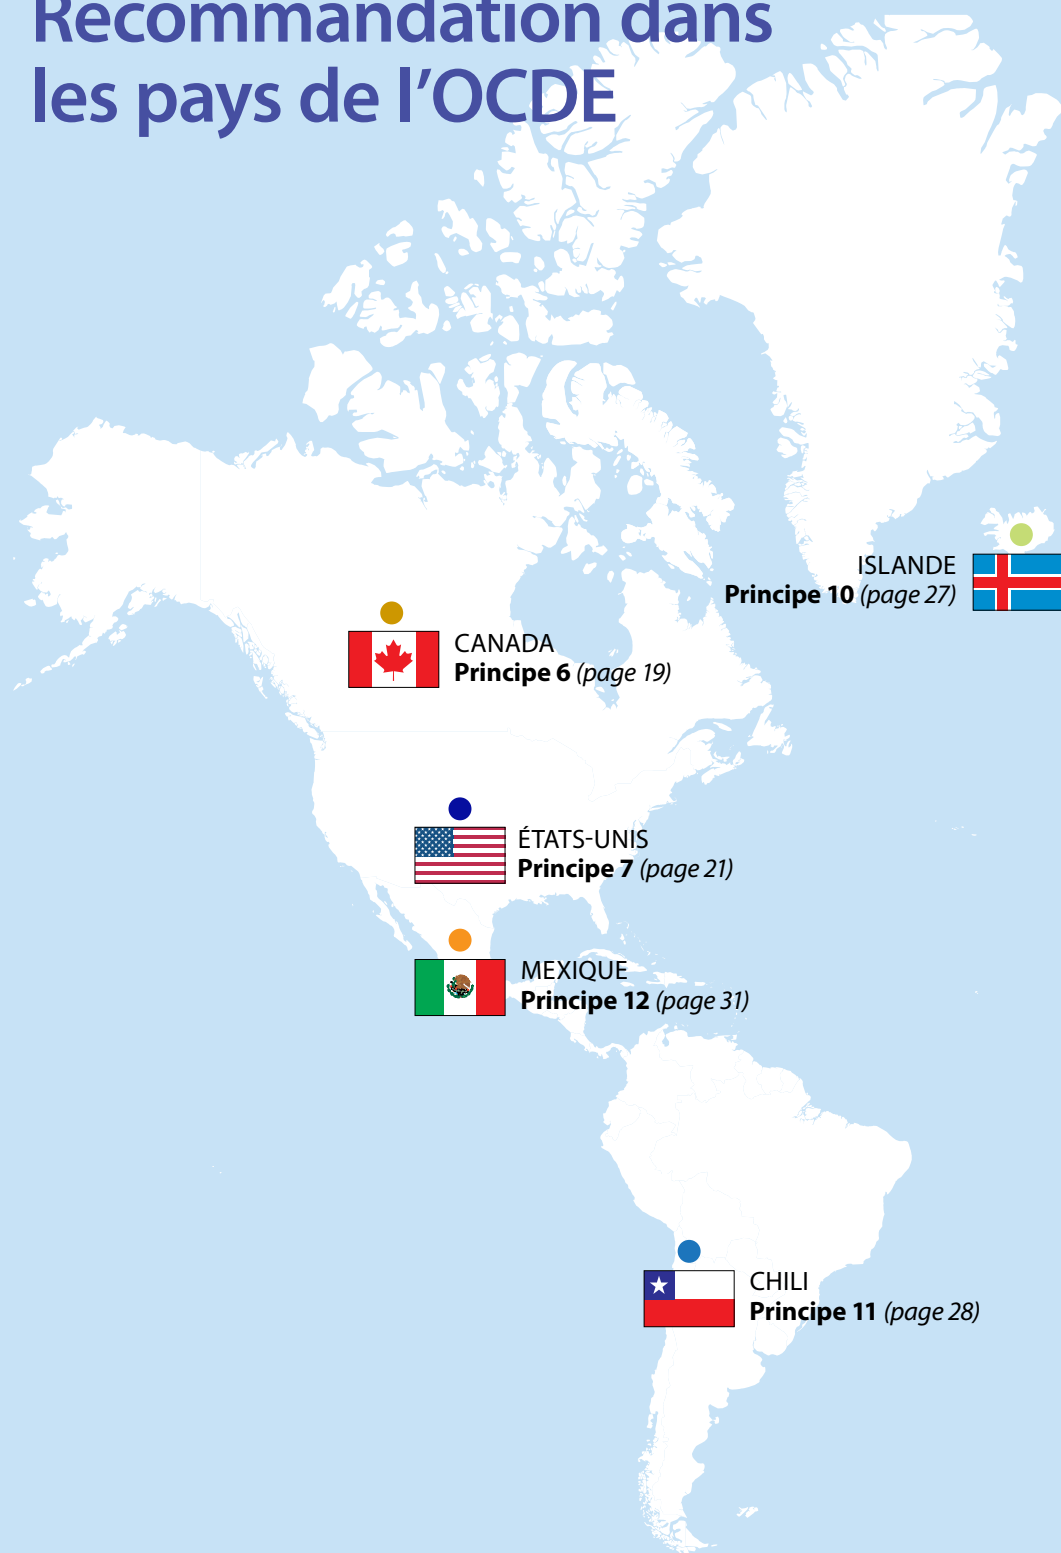 Recommandation dans
les pays de l’OCDE
ISLANDE
Principe 10 (page 27)
CANADA
Principe 6 (page 19)
ÉTATS-UNIS
Principe 7 (page 21)
MEXIQUE
Principe 12 (page 31)
CHILI
Principe 11 (page 28)